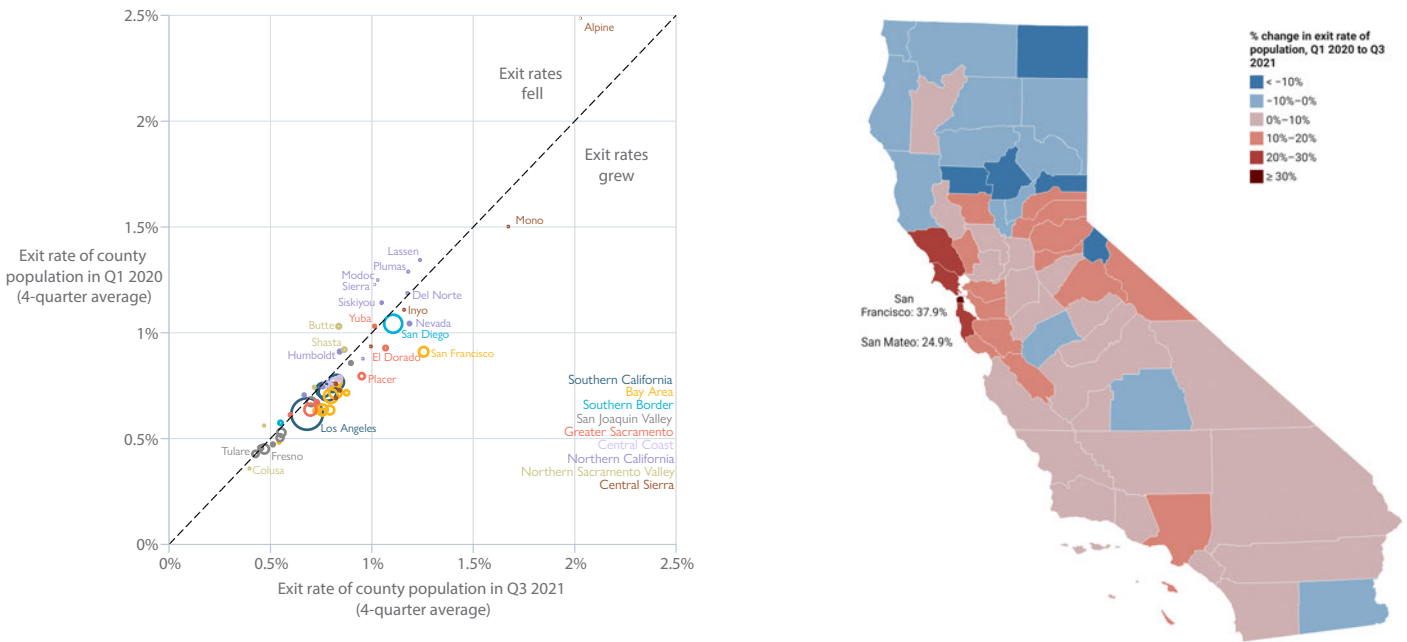 2.5%
2%
1.5%
1%
0.5%
0%
Exit rate of county
population in Q1 2020
(4-quarter average)
Alpine
Exit rates
fell
Exit rates
grew
Mono
Lassen
Plumas
Modoc
Sierra
Del Norte
Siskiyou
Inyo
Yuba
Nevada
Butte
San Diego
Shasta
Humboldt
El Dorado
San Francisco
Placer
Los Angeles
Tulare
Fresno
Colusa
Southern California
Bay Area
Southern Border
San Joaquin Valley
Greater Sacramento
Central Coast
Northern California
Northern Sacramento Valley
Central Sierra
0%
0.5%
1%
1.5%
2%
2.5%
Exit rate of county population in Q3 2021
(4-quarter average)
% change in exit rate of
population, Q1 2020 to Q3
2021
< −10%
−10%–0%
0%–10%
10%–20%
20%–30%
≥ 30%
San
Francisco: 37.9%
San Mateo: 24.9%